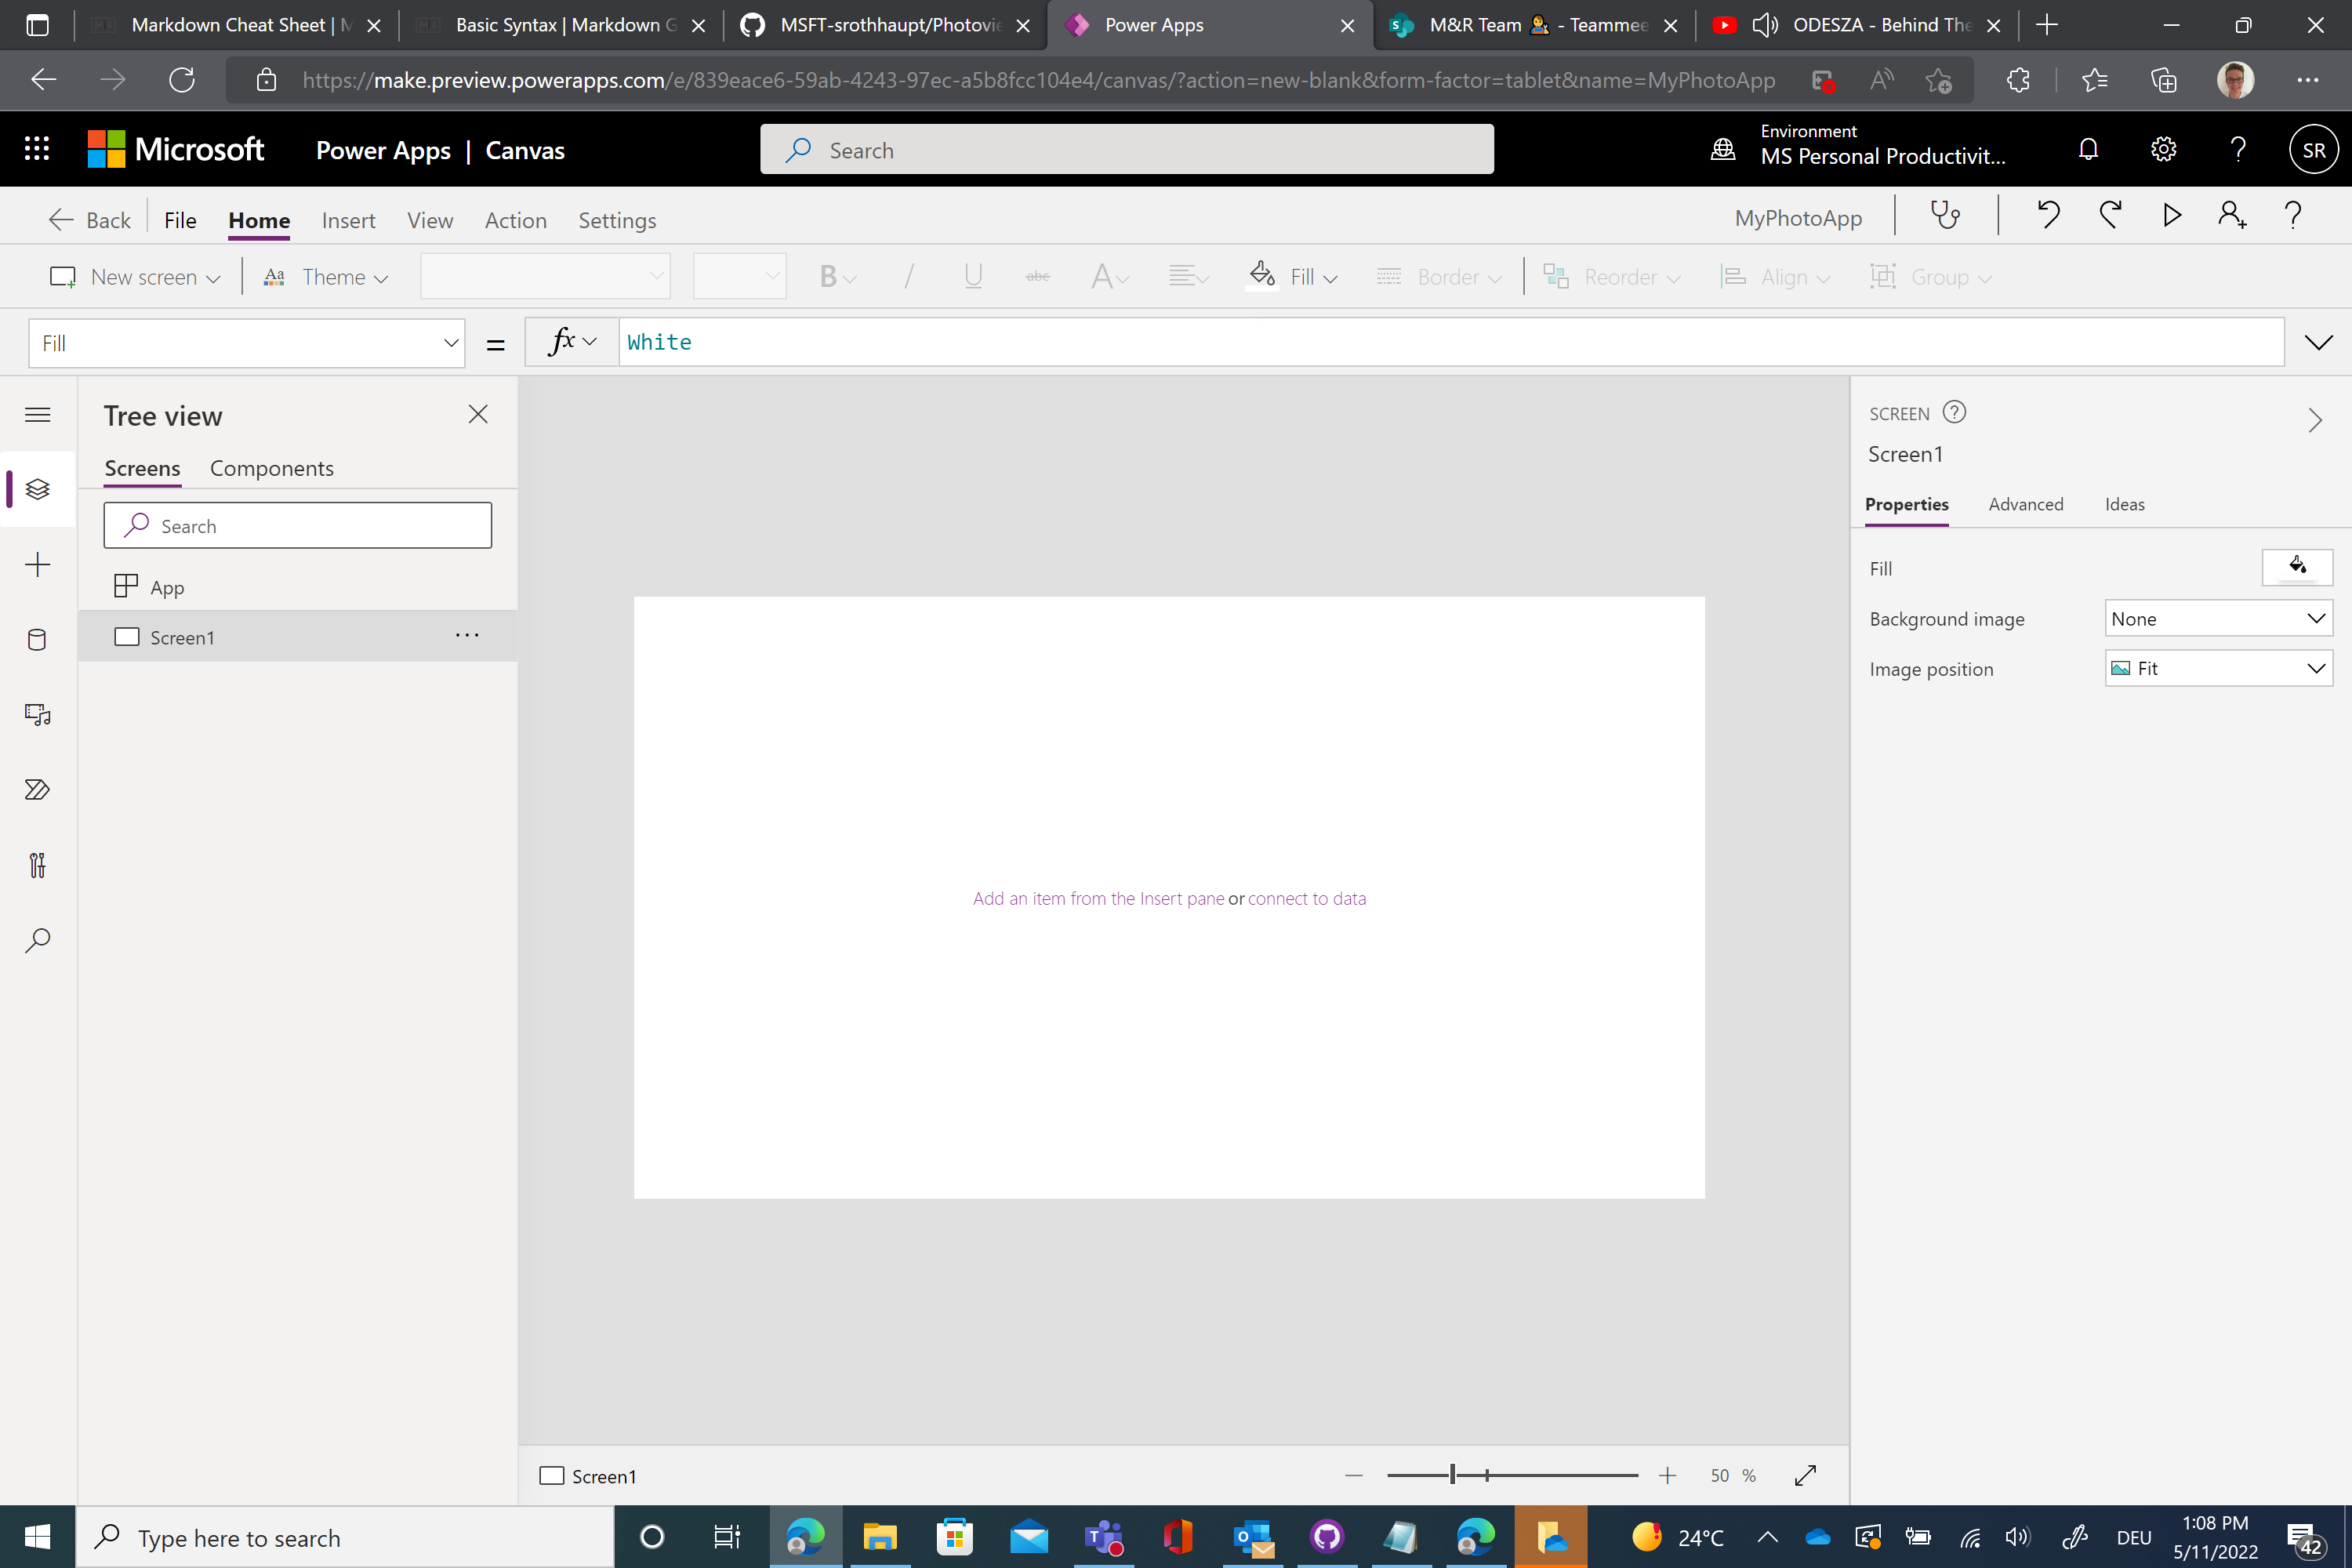 Markdown Cheat Sheet | M
Basic Syntax | Markdown G
MSFT-srothhaupt/Photovie
Power Apps
M&R Team 👩‍🎨 - Teammee
ODESZA - Behind The
https://make.preview.powerapps.com/e/839eace6-59ab-4243-97ec-a5b8fcc104e4/canvas/?action=new-blank&form-factor=tablet&name=MyPhotoApp
Microsoft
Power Apps | Canvas
Search
Environment
MS Personal Productivit...
SR
Back
File
Home
Insert
View
Action
Settings
MyPhotoApp
New screen
Aa
Theme
B
/
U
abc
A
Fill
Border
Reorder
Align
Group
Fill
=
fx
White
Tree view
Screens
Components
Search
App
Screen1
Add an item from the Insert pane or connect to data
SCREEN
Screen1
Properties
Advanced
Ideas
Fill
Background image
None
Image position
Fit
Screen1
50 %
Type here to search
24°C
DEU
1:08 PM
5/11/2022
42